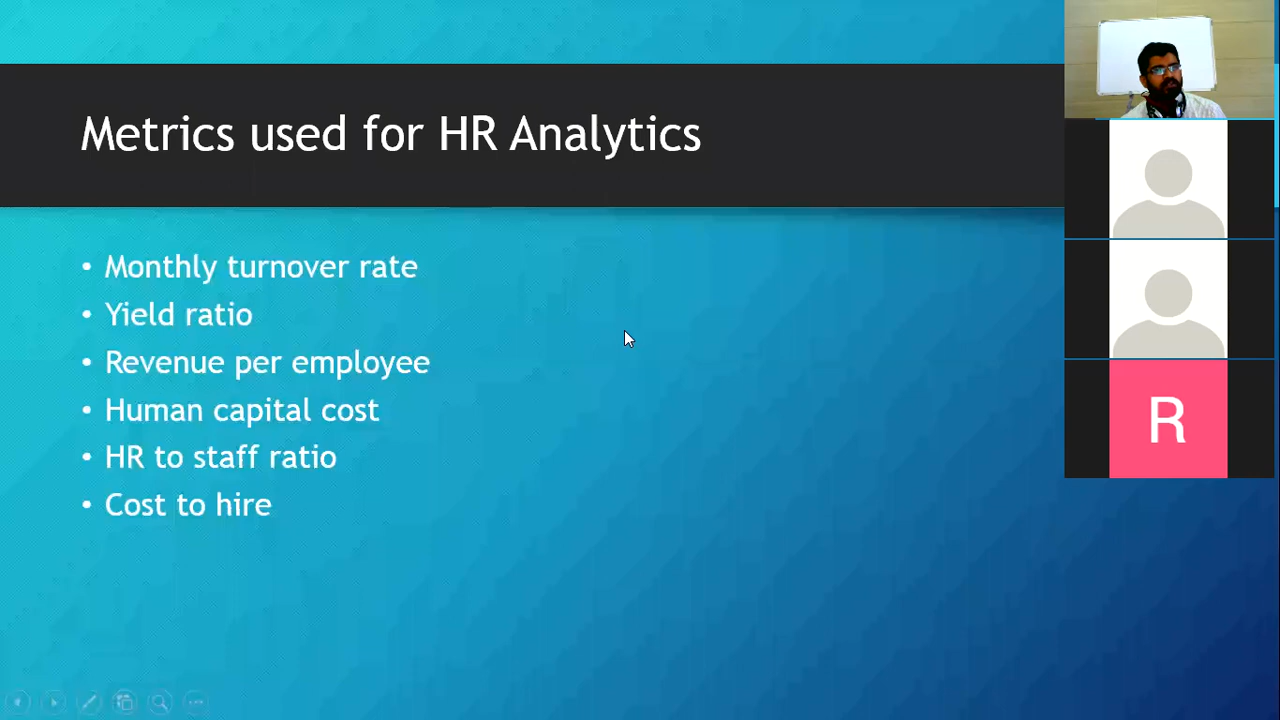 Metrics used for HR Analytics
• Monthly turnover rate
• Yield ratio
• Revenue per employee
• Human capital cost
• HR to staff ratio
• Cost to hire
R